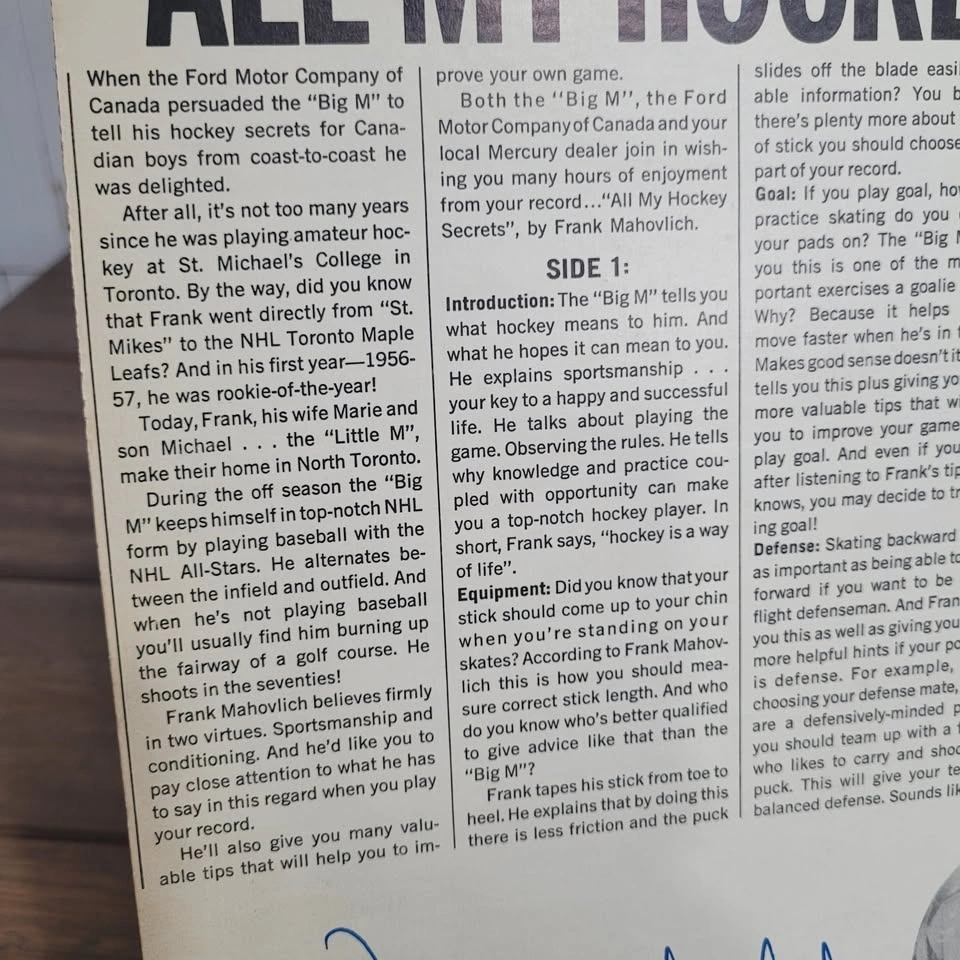 ALL MY HOCKE
When the Ford Motor Company of
Canada persuaded the “Big M” to
tell his hockey secrets for Cana-
dian boys from coast-to-coast he
was delighted.
After all, it’s not too many years
since he was playing amateur hoc-
key at St. Michael’s College in
Toronto. By the way, did you know
that Frank went directly from “St.
Mikes” to the NHL Toronto Maple
Leafs? And in his first year—1956-
57, he was rookie-of-the-year!
Today, Frank, his wife Marie and
son Michael . . . the “Little M”,
make their home in North Toronto.
During the off season the “Big
M” keeps himself in top-notch NHL
form by playing baseball with the
NHL All-Stars. He alternates be-
tween the infield and outfield. And
when he’s not playing baseball
you’ll usually find him burning up
the fairway of a golf course. He
shoots in the seventies!
Frank Mahovlich believes firmly
in two virtues. Sportsmanship and
conditioning. And he’d like you to
pay close attention to what he has
to say in this regard when you play
your record.
He’ll also give you many valu-
able tips that will help you to im-
prove your own game.
Both the “Big M”, the Ford
Motor Company of Canada and your
local Mercury dealer join in wish-
ing you many hours of enjoyment
from your record...“All My Hockey
Secrets”, by Frank Mahovlich.
SIDE 1:
Introduction: The “Big M” tells you
what hockey means to him. And
what he hopes it can mean to you.
He explains sportsmanship . . .
your key to a happy and successful
life. He talks about playing the
game. Observing the rules. He tells
why knowledge and practice cou-
pled with opportunity can make
you a top-notch hockey player. In
short, Frank says, “hockey is a way
of life”.
Equipment: Did you know that your
stick should come up to your chin
when you’re standing on your
skates? According to Frank Mahov-
lich this is how you should mea-
sure correct stick length. And who
do you know who’s better qualified
to give advice like that than the
“Big M”?
Frank tapes his stick from toe to
heel. He explains that by doing this
there is less friction and the puck
slides off the blade easi
able information? You b
there’s plenty more about
of stick you should choose
part of your record.
Goal: If you play goal, ho
practice skating do you
your pads on? The “Big M
you this is one of the m
portant exercises a goalie
Why? Because it helps
move faster when he’s in
Makes good sense doesn’t it
tells you this plus giving yo
more valuable tips that wi
you to improve your game
play goal. And even if you
after listening to Frank’s tip
knows, you may decide to tr
ing goal!
Defense: Skating backward
as important as being able to
forward if you want to be
flight defenseman. And Fran
you this as well as giving you
more helpful hints if your po
is defense. For example,
choosing your defense mate,
are a defensively-minded p
you should team up with a
who likes to carry and shoo
puck. This will give your te
balanced defense. Sounds lik